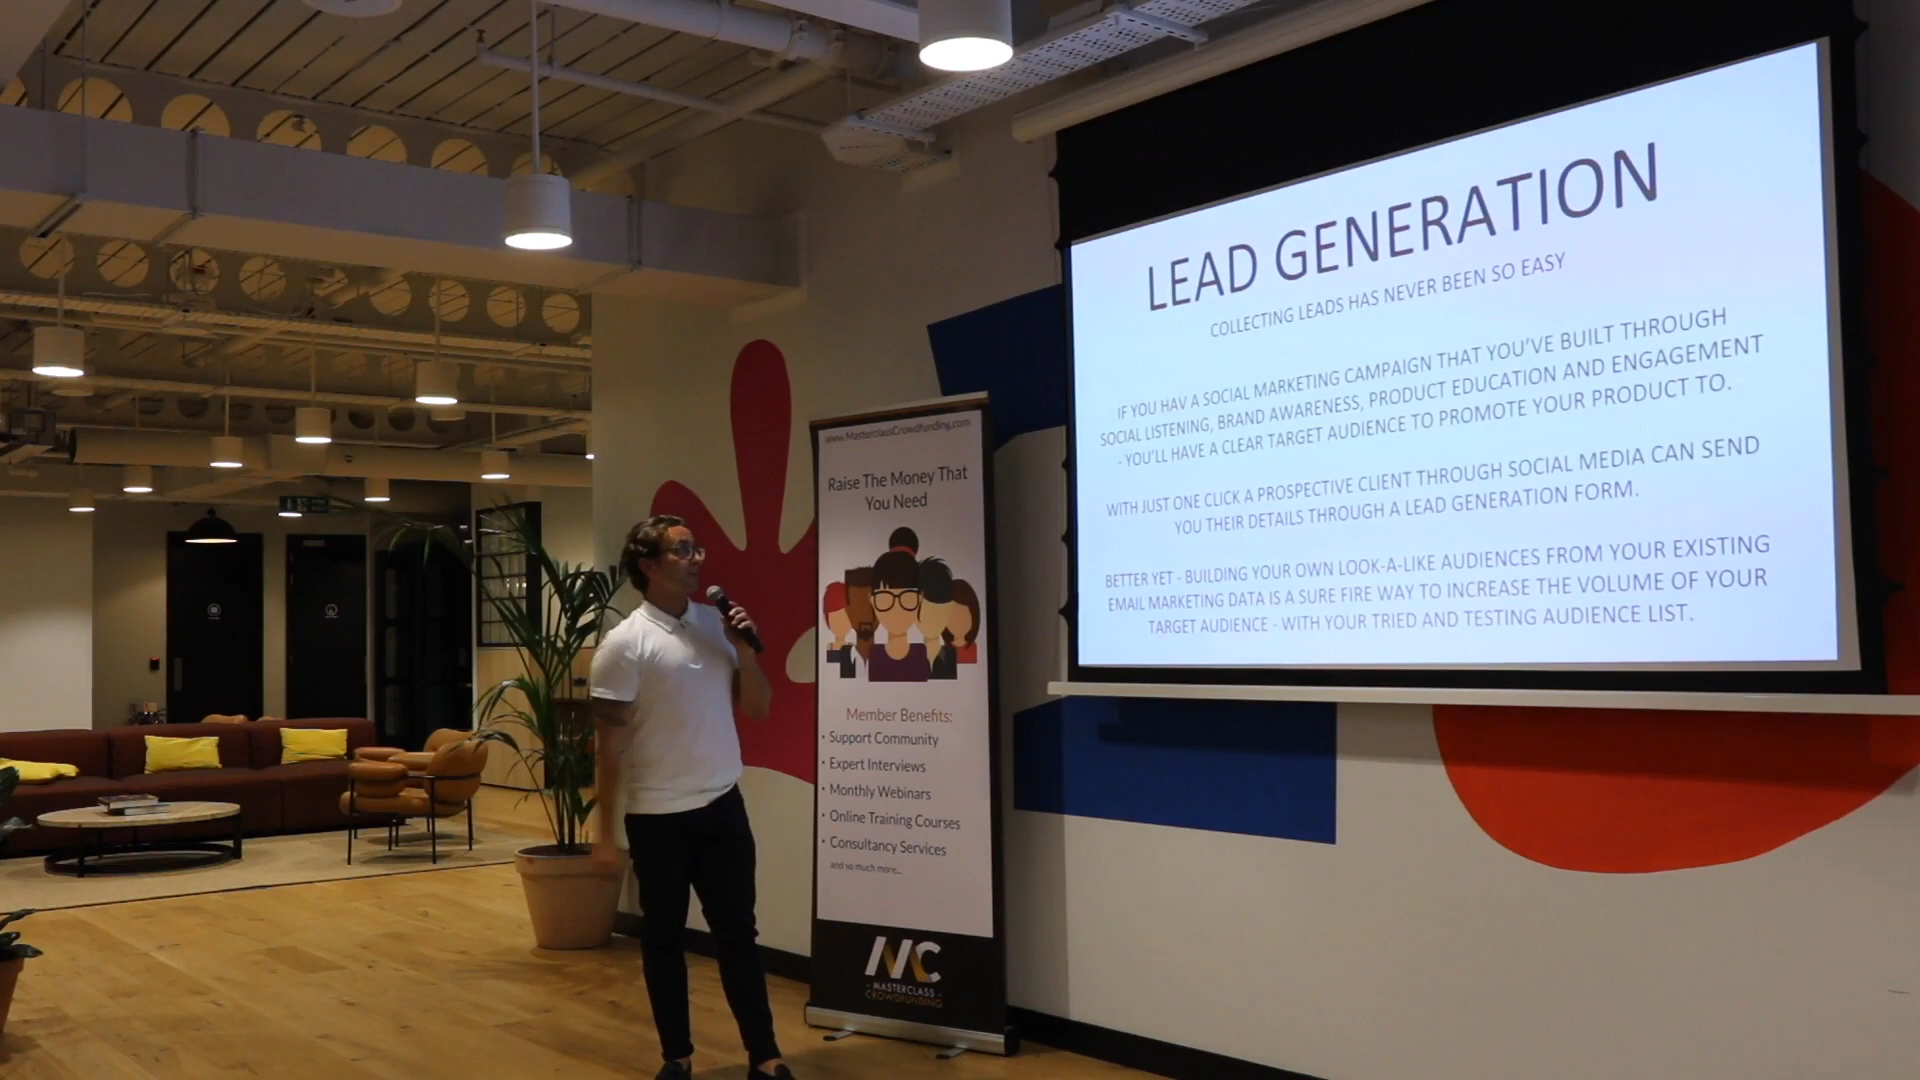 LEAD GENERATION
COLLECTING LEADS HAS NEVER BEEN SO EASY
IF YOU HAV A SOCIAL MARKETING CAMPAIGN THAT YOU'VE BUILT THROUGH
SOCIAL LISTENING, BRAND AWARENESS, PRODUCT EDUCATION AND ENGAGEMENT
- YOU'LL HAVE A CLEAR TARGET AUDIENCE TO PROMOTE YOUR PRODUCT TO.
WITH JUST ONE CLICK A PROSPECTIVE CLIENT THROUGH SOCIAL MEDIA CAN SEND
YOU THEIR DETAILS THROUGH A LEAD GENERATION FORM.
BETTER YET - BUILDING YOUR OWN LOOK-A-LIKE AUDIENCES FROM YOUR EXISTING
EMAIL MARKETING DATA IS A SURE FIRE WAY TO INCREASE THE VOLUME OF YOUR
TARGET AUDIENCE - WITH YOUR TRIED AND TESTING AUDIENCE LIST.
www.MasterclassCrowdfunding.com
Raise The Money That
You Need
Member Benefits:
• Support Community
• Expert Interviews
• Monthly Webinars
• Online Training Courses
• Consultancy Services
and so much more...
MC
- MASTERCLASS -
CROWDFUNDING